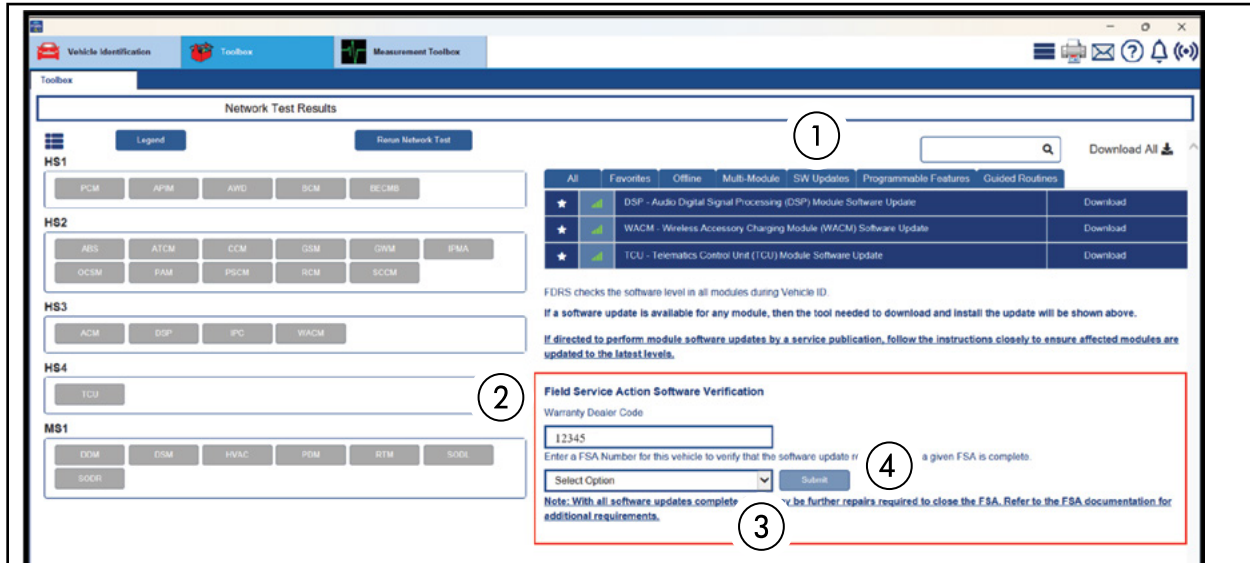 Vehicle Identification
Toolbox
Measurement Toolbox
Toolbox
Network Test Results
Legend
Rerun Network Test
1
Download All
HS1
PCM APIM AWD BCM BECMB
All Favorites Offline Multi-Module SW Updates Programmable Features Guided Routines
DSP - Audio Digital Signal Processing (DSP) Module Software Update Download
WACM - Wireless Accessory Charging Module (WACM) Software Update Download
TCU - Telematics Control Unit (TCU) Module Software Update Download
HS2
ABS ATCM CCM GSM GWM IPMA
OCSM PAM PSCM RCM SCCM
FDRS checks the software level in all modules during Vehicle ID.
If a software update is available for any module, then the tool needed to download and install the update will be shown above.
If directed to perform module software updates by a service publication, follow the instructions closely to ensure affected modules are
updated to the latest levels.
HS3
ACM DSP IPC WACM
HS4
TCU
2
Field Service Action Software Verification
Warranty Dealer Code
12345
Enter a FSA Number for this vehicle to verify that the software update a given FSA is complete.
4
Select Option
Submit
Note: With all software updates complete be further repairs required to close the FSA. Refer to the FSA documentation for
additional requirements.
3
MS1
DDM DSM HVAC PDM RTM SODL
SODR